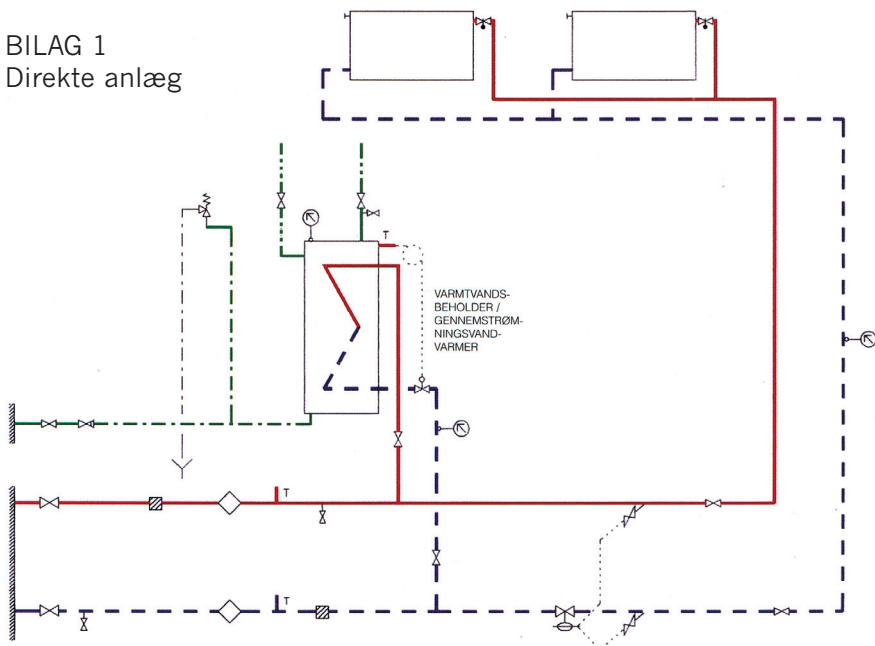 BILAG 1
Direkte anlæg
T
VARMTVANDS-
BEHOLDER /
GENNEMSTRØM-
NINGSVAND-
VARMER
T
T